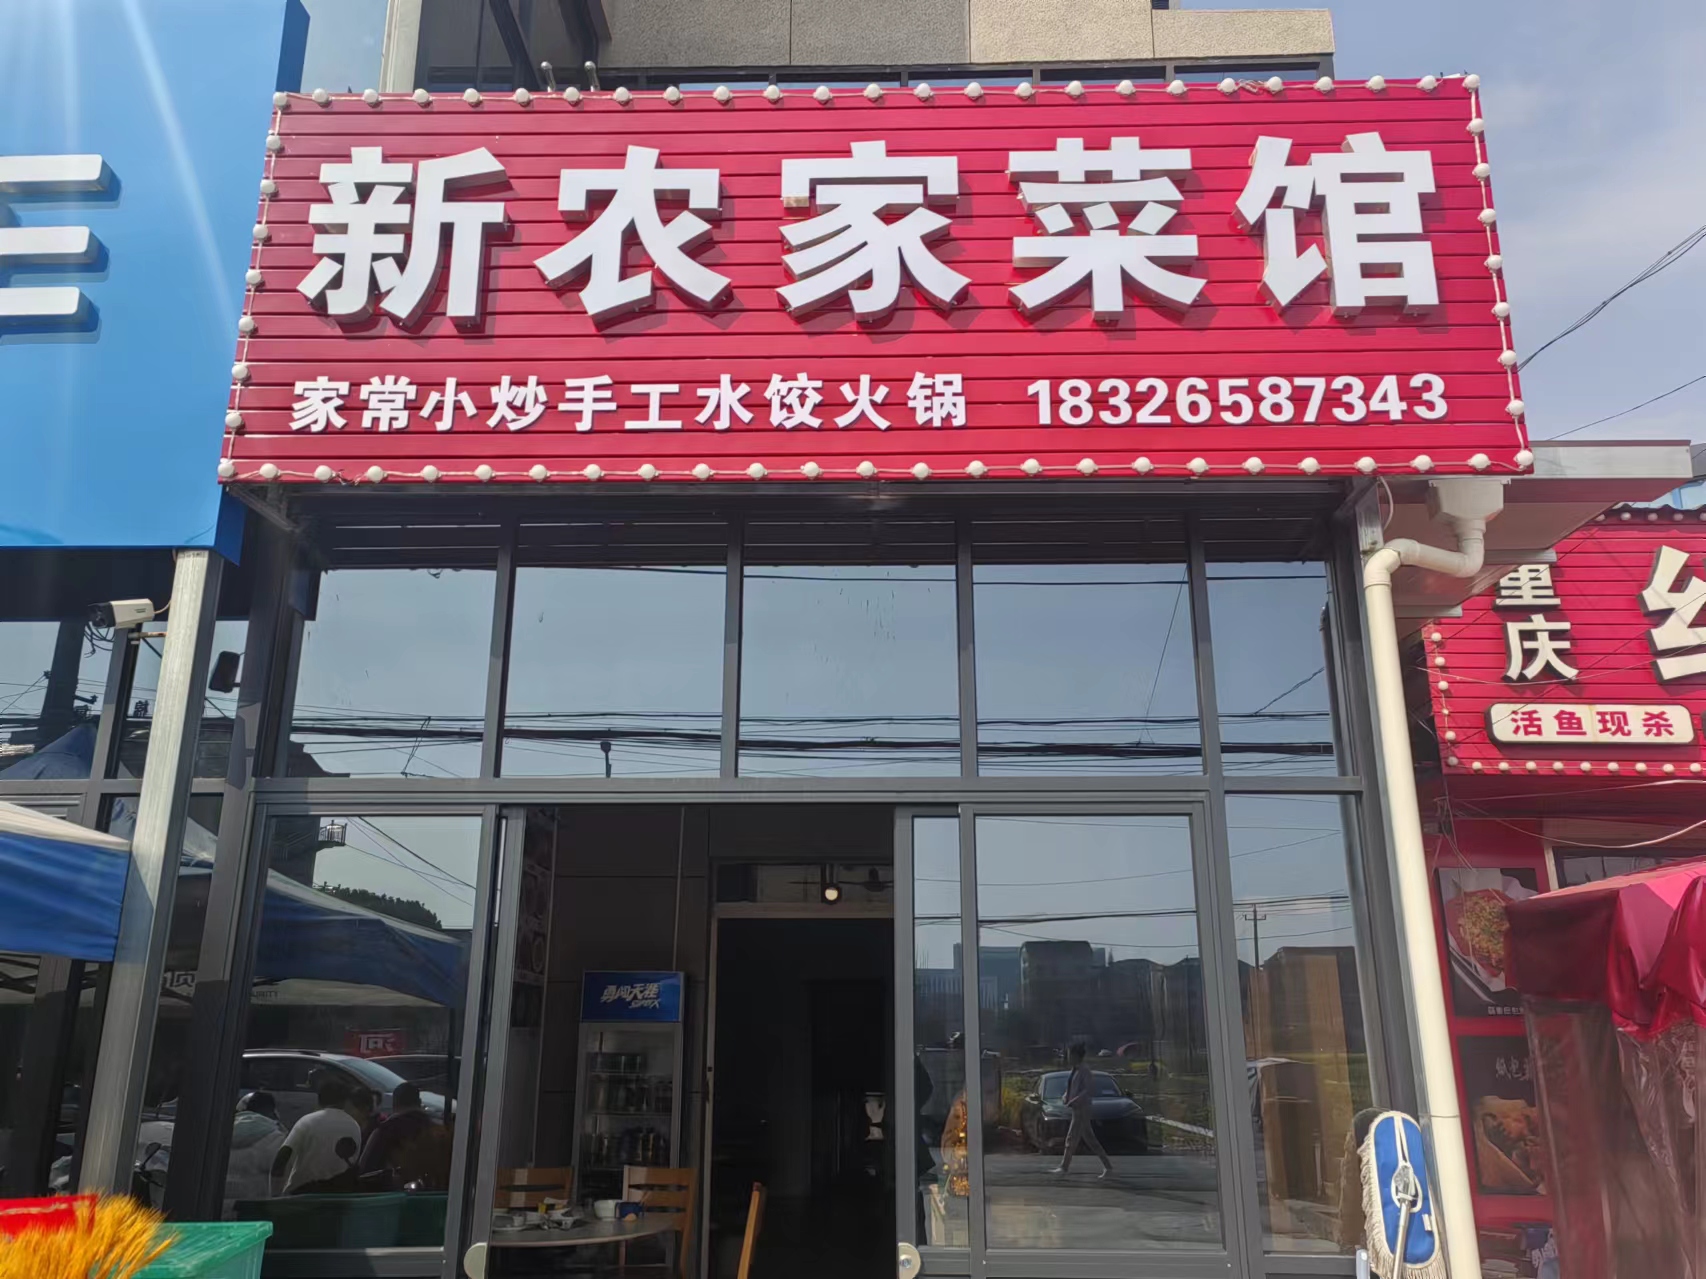 新农家菜馆
家常小炒手工水饺火锅 18326587343
重庆
活鱼现杀
勇闯天涯
superX